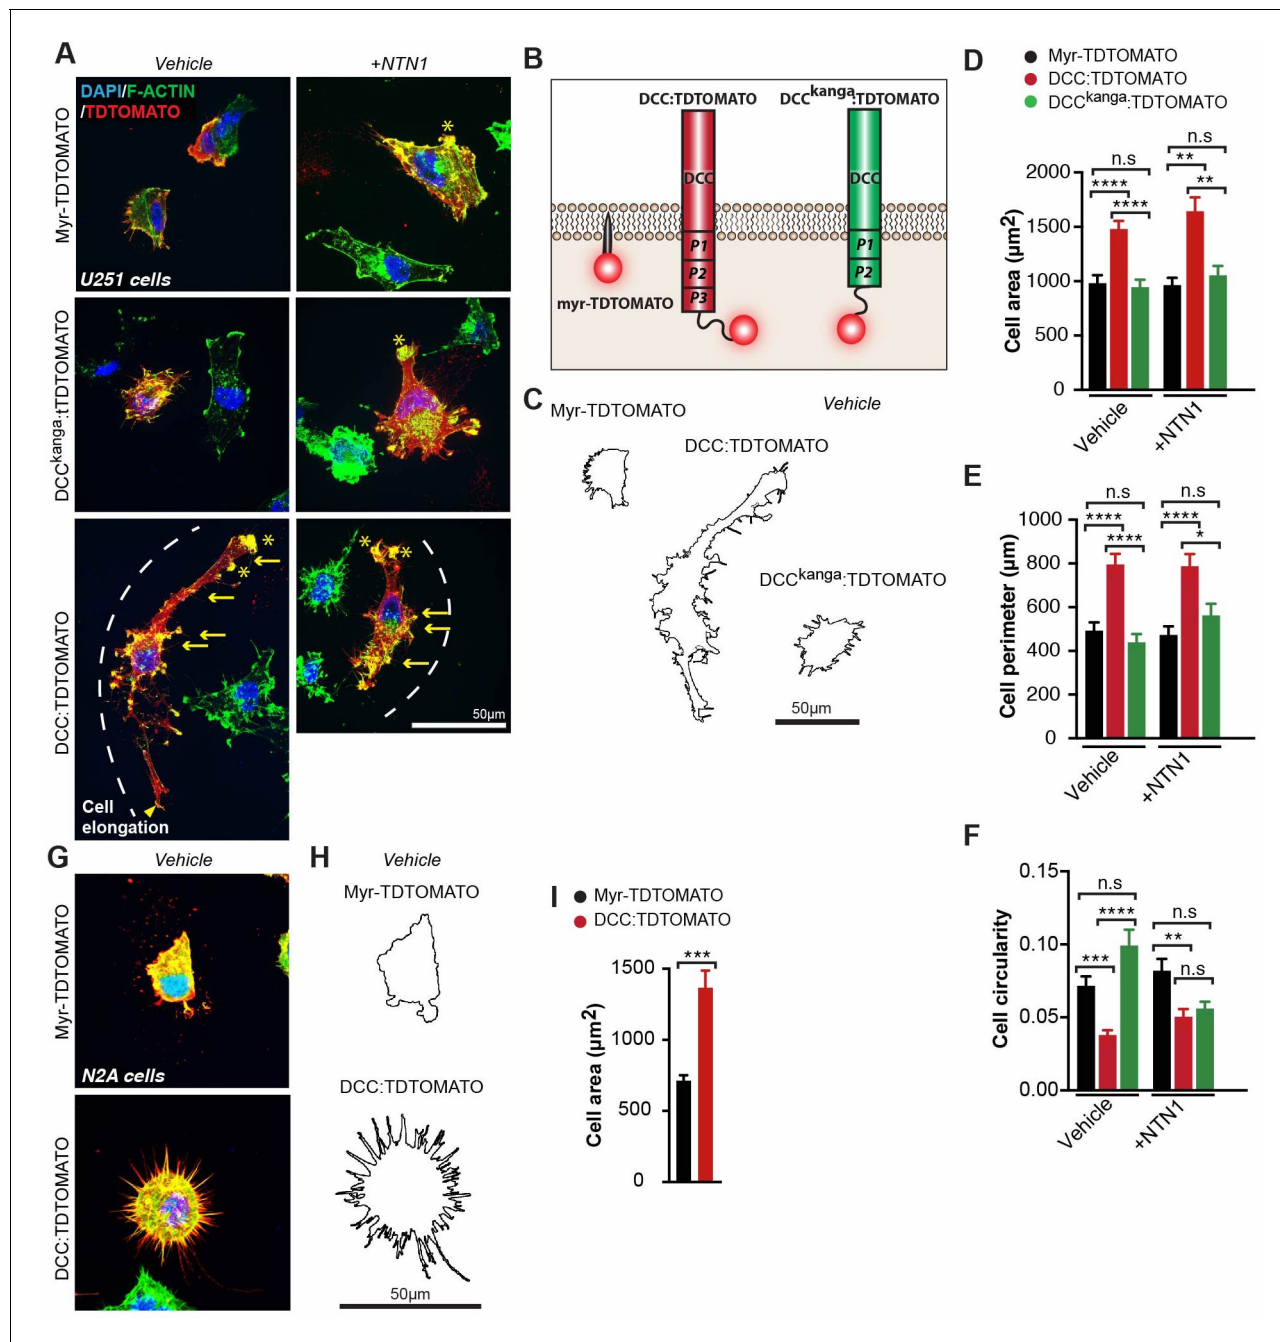 A
Vehicle
+NTN1
Myr-TDTOMATO
DAPI/F-ACTIN
/TDTOMATO
*
U251 cells
DCCkanga:tTDTOMATO
*
DCC:TDTOMATO
*
*
* *
*
50µm
Cell
elongation
B
DCC:TDTOMATO
DCCkanga:TDTOMATO
DCC
DCC
P1
P1
P2
P2
P3
myr-TDTOMATO
C
Vehicle
Myr-TDTOMATO
DCC:TDTOMATO
DCCkanga:TDTOMATO
50µm
D
Myr-TDTOMATO
DCC:TDTOMATO
DCCkanga:TDTOMATO
n.s
n.s
**
****
**
****
2000
1500
1000
500
0
Cell area (µm2)
Vehicle
+NTN1
E
n.s
n.s
****
****
****
*
1000
800
600
400
200
0
Cell perimeter (µm)
Vehicle
+NTN1
F
n.s
n.s
****
**
***
n.s
0.15
0.10
0.05
0.00
Cell circularity
Vehicle
+NTN1
G
Vehicle
Myr-TDTOMATO
N2A cells
DCC:TDTOMATO
H
Vehicle
Myr-TDTOMATO
DCC:TDTOMATO
50µm
I
Myr-TDTOMATO
DCC:TDTOMATO
***
1500
1000
500
0
Cell area (µm2)